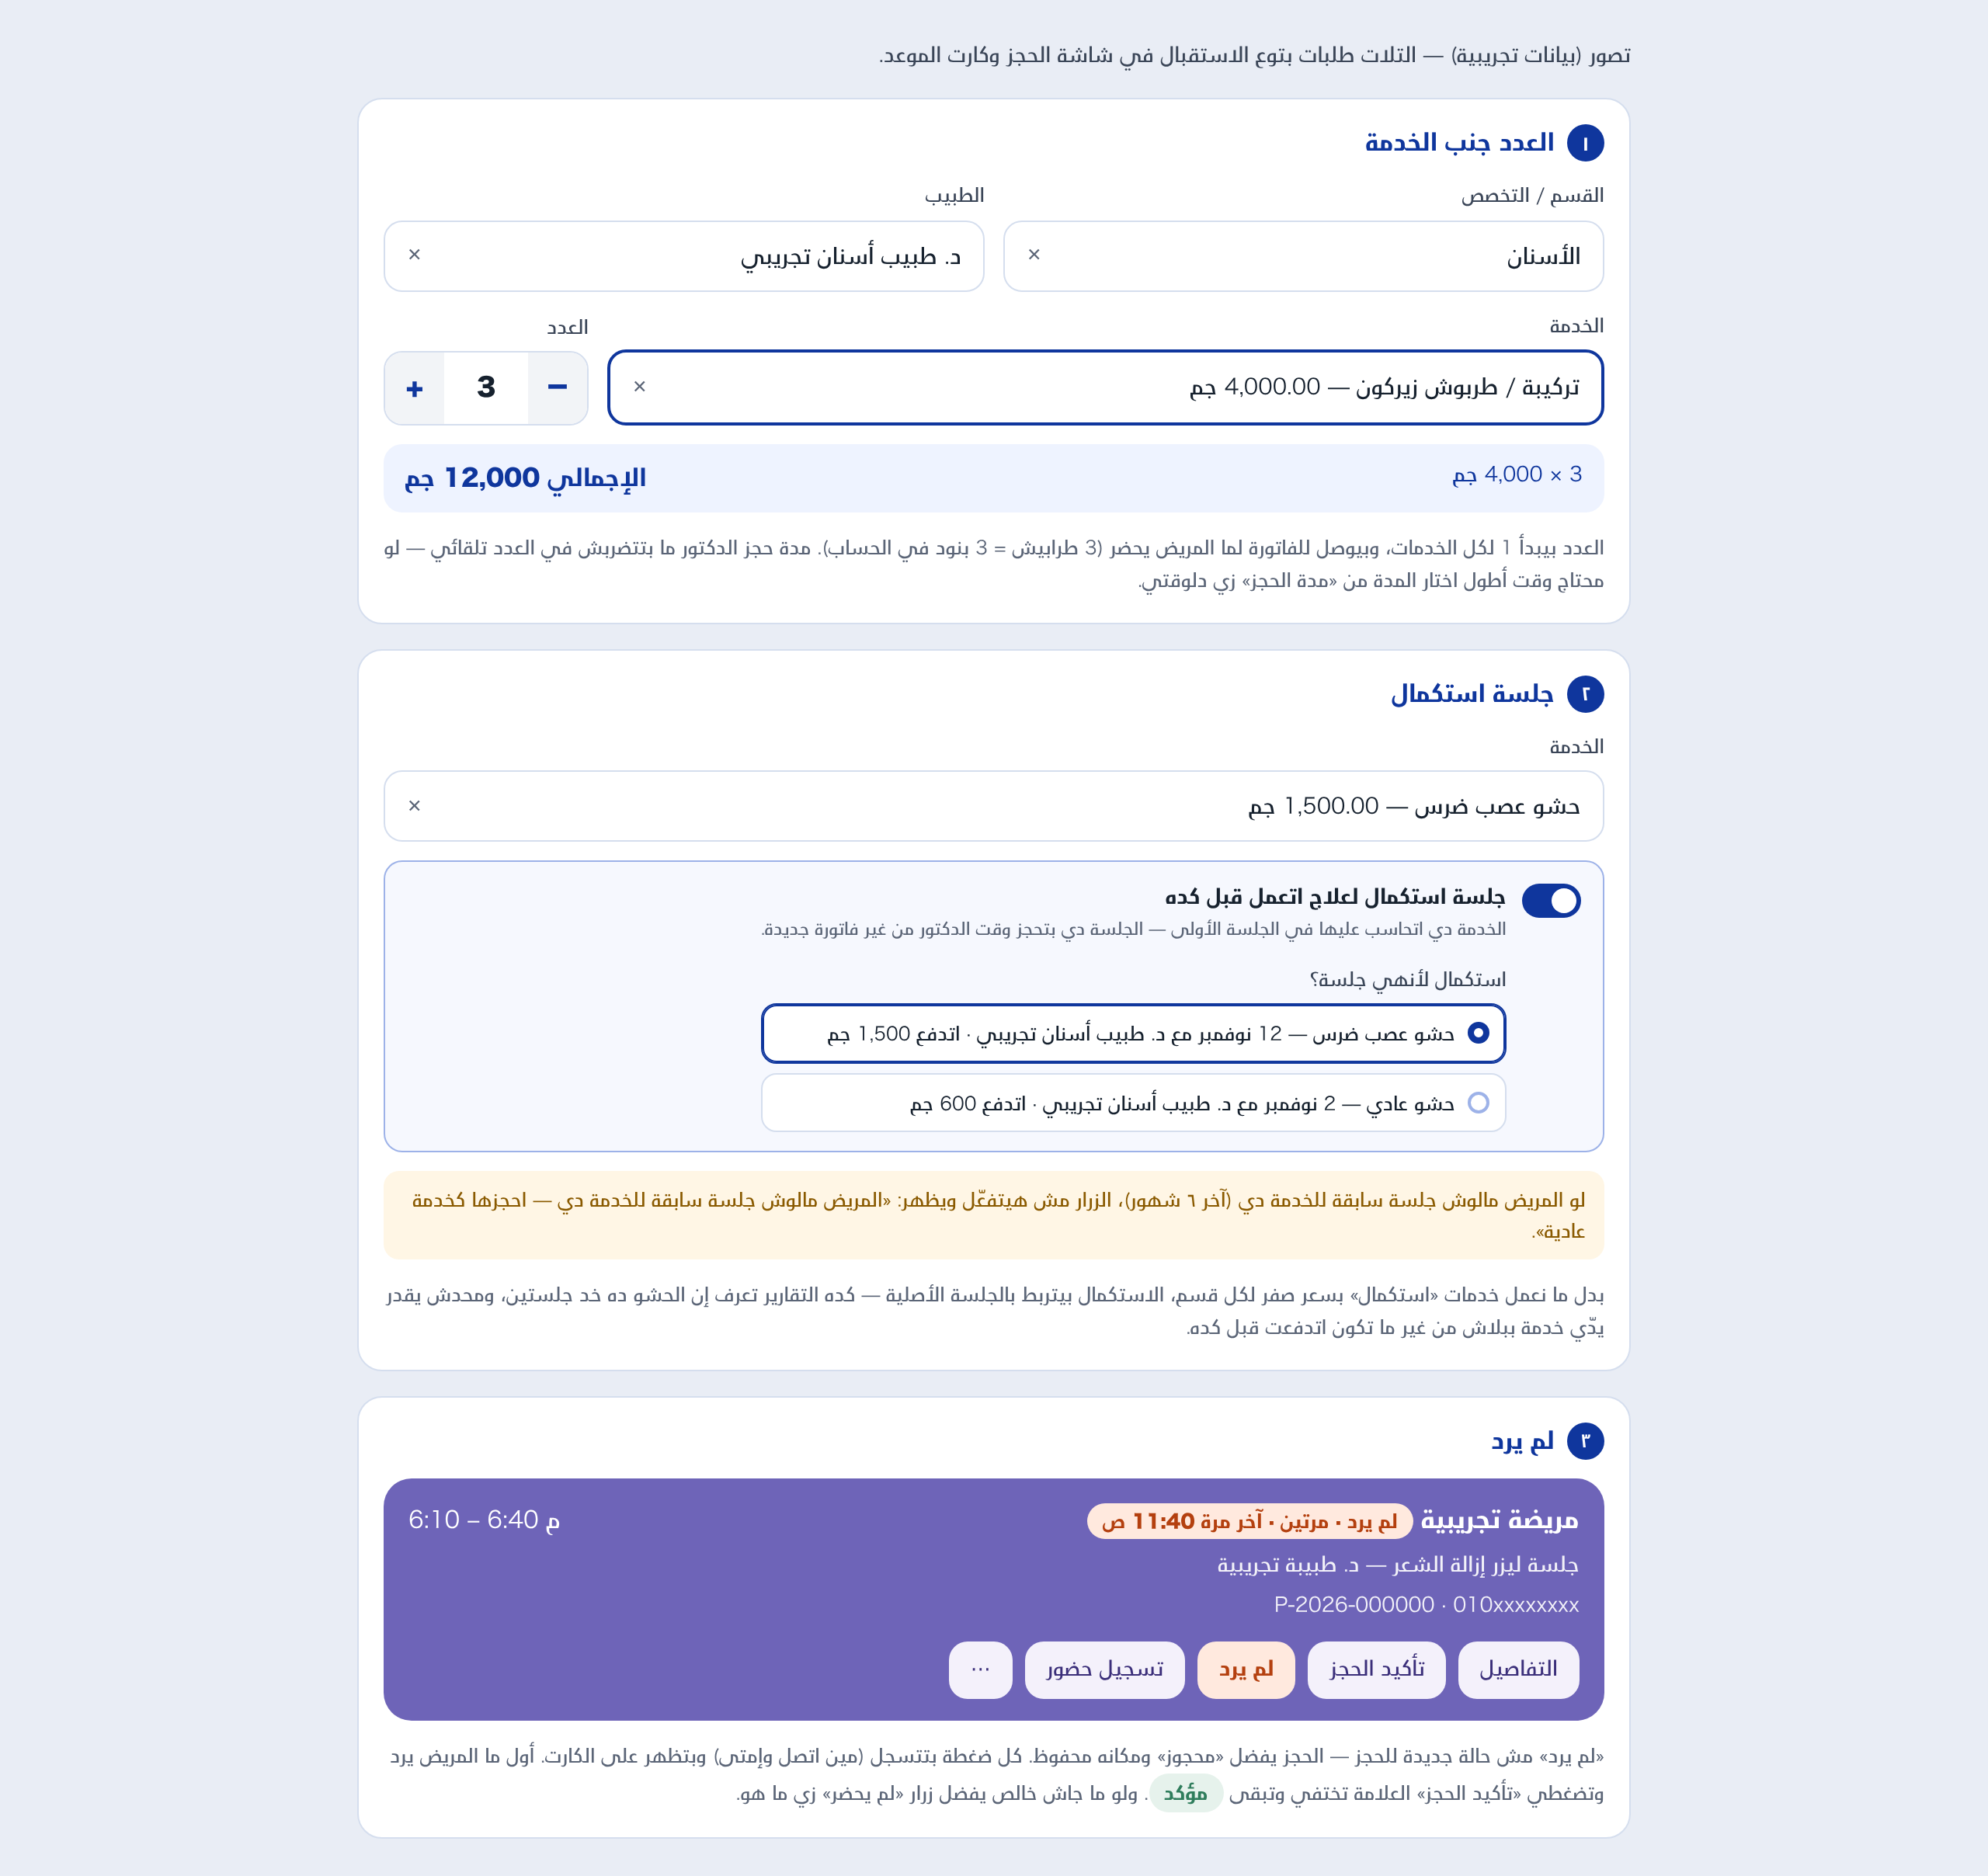 تصور (بيانات تجريبية) — التلات طلبات بتوع الاستقبال في شاشة الحجز وكارت الموعد.
١ العدد جنب الخدمة
القسم / التخصص
الطبيب
الأسنان ×
د. طبيب أسنان تجريبي ×
الخدمة
العدد
تركيبة / طربوش زيركون — 4,000.00 جم ×
− 3 +
3 × 4,000 جم
الإجمالي 12,000 جم
العدد بيبدأ 1 لكل الخدمات، وبيوصل للفاتورة لما المريض يحضر (3 طرابيش = 3 بنود في الحساب). مدة حجز الدكتور ما بتتضربش في العدد تلقائي — لو
محتاج وقت أطول اختار المدة من «مدة الحجز» زي دلوقتي.
٢ جلسة استكمال
الخدمة
حشو عصب ضرس — 1,500.00 جم ×
جلسة استكمال لعلاج اتعمل قبل كده
الخدمة دي اتحاسب عليها في الجلسة الأولى — الجلسة دي بتحجز وقت الدكتور من غير فاتورة جديدة.
استكمال لأنهي جلسة؟
حشو عصب ضرس — 12 نوفمبر مع د. طبيب أسنان تجريبي · اتدفع 1,500 جم
حشو عادي — 2 نوفمبر مع د. طبيب أسنان تجريبي · اتدفع 600 جم
لو المريض مالوش جلسة سابقة للخدمة دي (آخر ٦ شهور)، الزرار مش هيتفعّل ويظهر: «المريض مالوش جلسة سابقة للخدمة دي — احجزها كخدمة
عادية».
بدل ما نعمل خدمات «استكمال» بسعر صفر لكل قسم، الاستكمال بيتربط بالجلسة الأصلية — كده التقارير تعرف إن الحشو ده خد جلستين، ومحدش يقدر
يدّي خدمة ببلاش من غير ما تكون اتدفعت قبل كده.
٣ لم يرد
مريضة تجريبية لم يرد · مرتين · آخر مرة 11:40 ص
6:10 – 6:40 م
جلسة ليزر إزالة الشعر — د. طبيبة تجريبية
P-2026-000000 · 010xxxxxxxx
التفاصيل
تأكيد الحجز
لم يرد
تسجيل حضور
⋯
«لم يرد» مش حالة جديدة للحجز — الحجز يفضل «محجوز» ومكانه محفوظ. كل ضغطة بتتسجل (مين اتصل وإمتى) وبتظهر على الكارت. أول ما المريض يرد
وتضغطي «تأكيد الحجز» العلامة تختفي وتبقى مؤكد . ولو ما جاش خالص يفضل زرار «لم يحضر» زي ما هو.